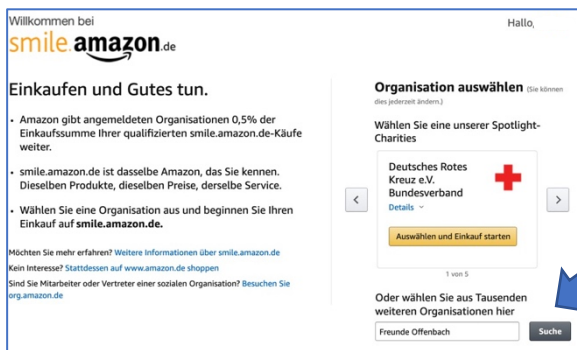 Willkommen bei
smile.amazon.de
Hallo,
Einkaufen und Gutes tun.
• Amazon gibt angemeldeten Organisationen 0,5% der
Einkaufssumme Ihrer qualifizierten smile.amazon.de-Käufe
weiter.
• smile.amazon.de ist dasselbe Amazon, das Sie kennen.
Dieselben Produkte, dieselben Preise, derselbe Service.
• Wählen Sie eine Organisation aus und beginnen Sie Ihren
Einkauf auf smile.amazon.de.
Möchten Sie mehr erfahren? Weitere Informationen über smile.amazon.de
Kein Interesse? Stattdessen auf www.amazon.de shoppen
Sind Sie Mitarbeiter oder Vertreter einer sozialen Organisation? Besuchen Sie
org.amazon.de
Organisation auswählen (Sie können
dies jederzeit ändern.)
Wählen Sie eine unserer Spotlight-
Charities
Deutsches Rotes
Kreuz e.V.
Bundesverband
Details
Auswählen und Einkauf starten
1 von 5
Oder wählen Sie aus Tausenden
weiteren Organisationen hier
Freunde Offenbach
Suche